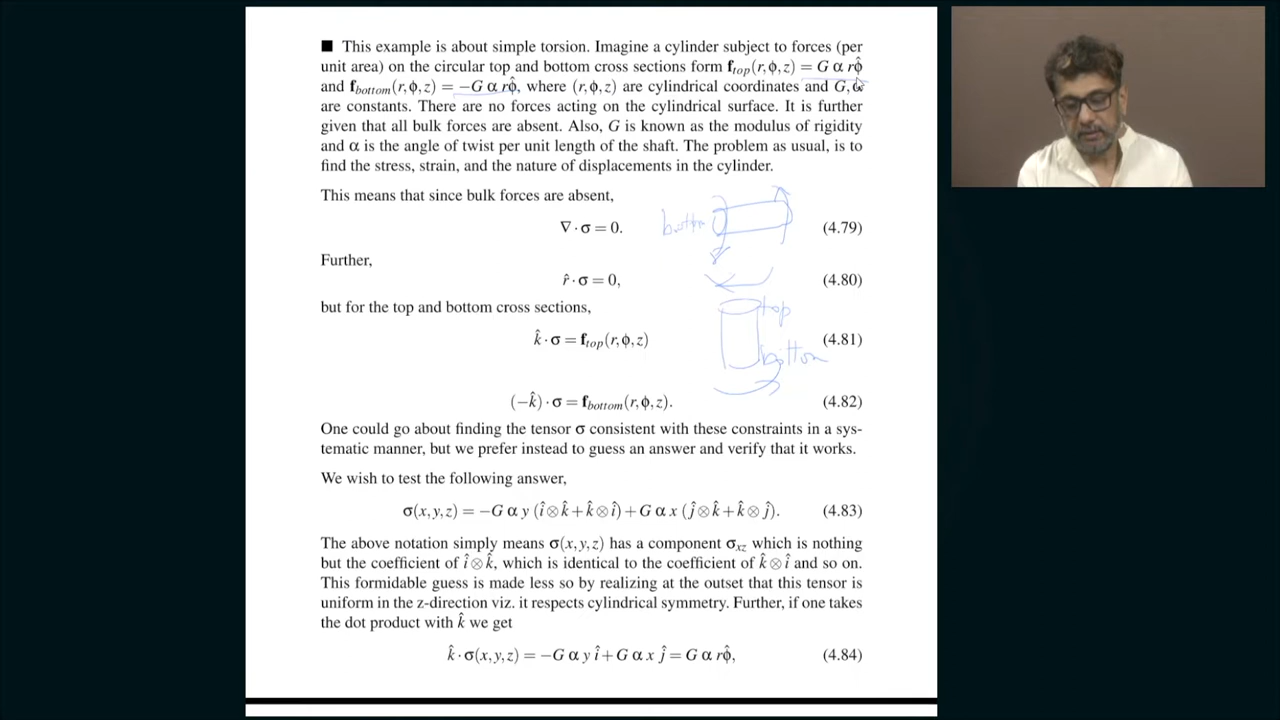 ■ This example is about simple torsion. Imagine a cylinder subject to forces (per
unit area) on the circular top and bottom cross sections form f_top(r,ϕ,z) = G α rϕ̂
and f_bottom(r,ϕ,z) = −G α rϕ̂, where (r,ϕ,z) are cylindrical coordinates and G,α
are constants. There are no forces acting on the cylindrical surface. It is further
given that all bulk forces are absent. Also, G is known as the modulus of rigidity
and α is the angle of twist per unit length of the shaft. The problem as usual, is to
find the stress, strain, and the nature of displacements in the cylinder.
This means that since bulk forces are absent,
∇·σ = 0. (4.79)
bottom
Further,
r̂·σ = 0, (4.80)
but for the top and bottom cross sections,
top
k̂·σ = f_top(r,ϕ,z) (4.81)
bottom
(−k̂)·σ = f_bottom(r,ϕ,z). (4.82)
One could go about finding the tensor σ consistent with these constraints in a sys-
tematic manner, but we prefer instead to guess an answer and verify that it works.
We wish to test the following answer,
σ(x,y,z) = −G α y (î⊗k̂+k̂⊗î)+G α x (ĵ⊗k̂+k̂⊗ĵ). (4.83)
The above notation simply means σ(x,y,z) has a component σ_xz which is nothing
but the coefficient of î⊗k̂, which is identical to the coefficient of k̂⊗î and so on.
This formidable guess is made less so by realizing at the outset that this tensor is
uniform in the z-direction viz. it respects cylindrical symmetry. Further, if one takes
the dot product with k̂ we get
k̂·σ(x,y,z) = −G α y î+G α x ĵ = G α rϕ̂, (4.84)